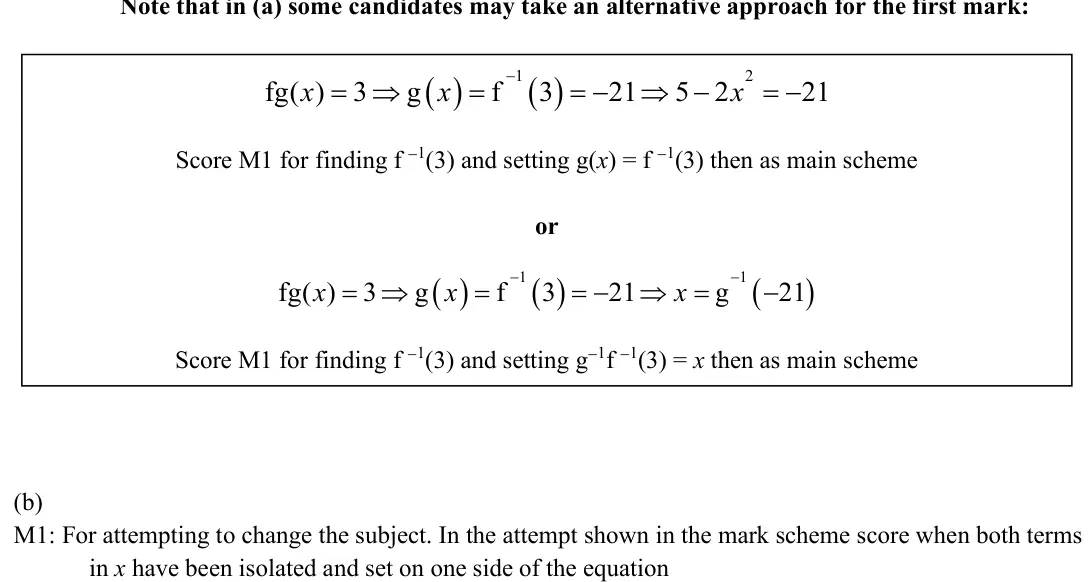 Note that in (a) some candidates may take an alternative approach for the first mark:
fg(x) = 3 ⇒ g(x) = f⁻¹(3) = −21 ⇒ 5 − 2x² = −21
Score M1 for finding f ⁻¹(3) and setting g(x) = f ⁻¹(3) then as main scheme
or
fg(x) = 3 ⇒ g(x) = f⁻¹(3) = −21 ⇒ x = g⁻¹(−21)
Score M1 for finding f ⁻¹(3) and setting g⁻¹f ⁻¹(3) = x then as main scheme
(b)
M1: For attempting to change the subject. In the attempt shown in the mark scheme score when both terms
in x have been isolated and set on one side of the equation